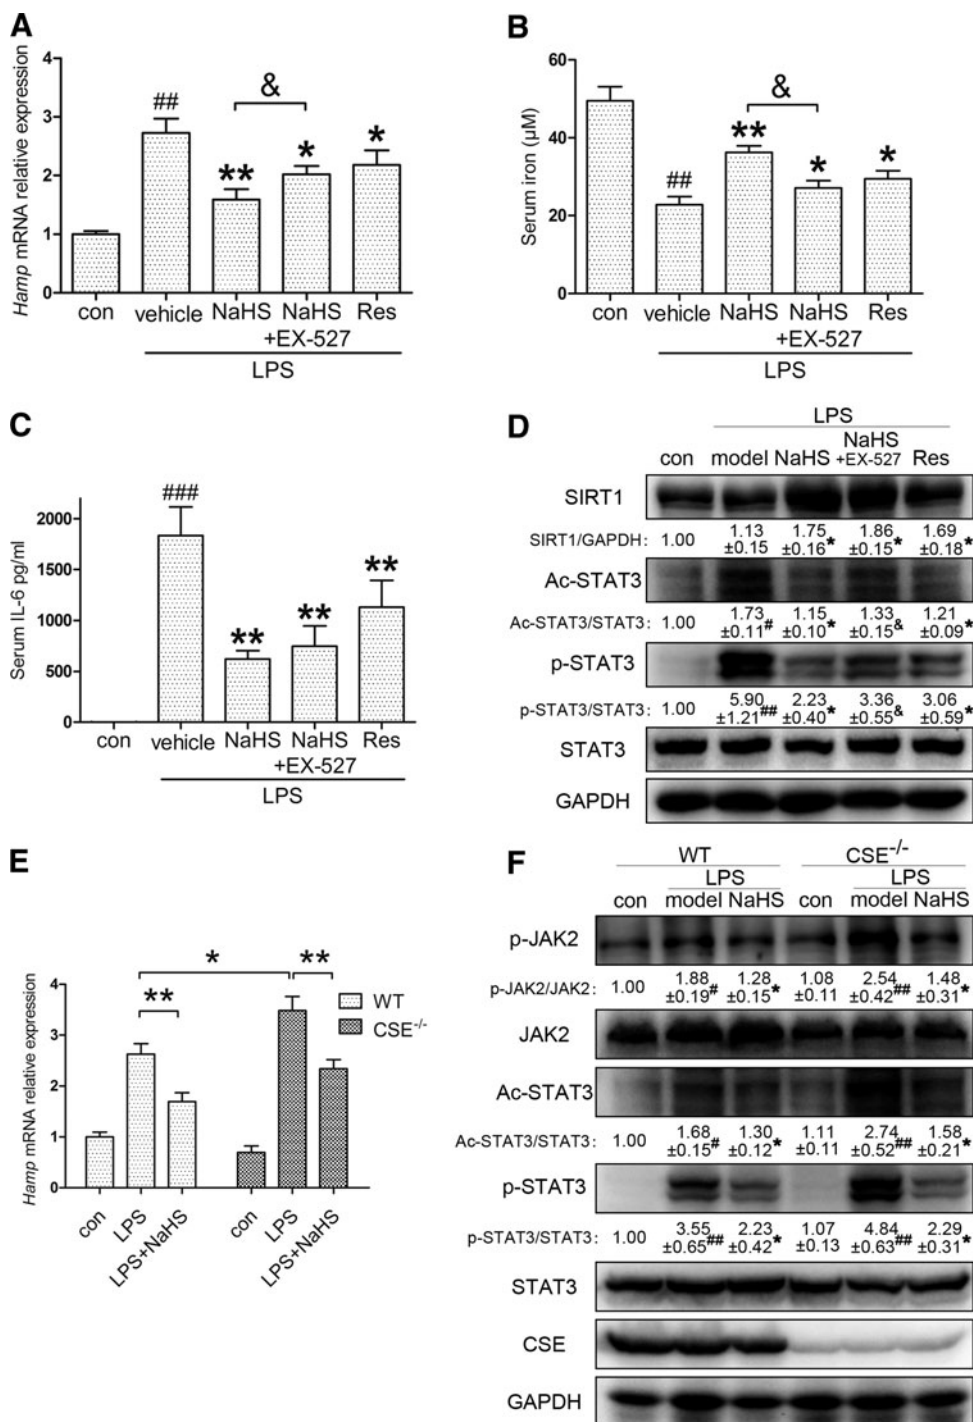 A
Hamp mRNA relative expression
4
3
2
1
0
##
**
&
*
*
con
vehicle
NaHS
NaHS
+EX-527
Res
LPS
B
Serum iron (μM)
60
40
20
0
##
**
&
*
*
con
vehicle
NaHS
NaHS
+EX-527
Res
LPS
C
Serum IL-6 pg/ml
2000
1500
1000
500
0
###
**
**
**
con
vehicle
NaHS
NaHS
+EX-527
Res
LPS
D
LPS
con model NaHS NaHS +EX-527 Res
SIRT1
SIRT1/GAPDH: 1.00 1.13 ±0.15 1.75 ±0.16* 1.86 ±0.15* 1.69 ±0.18*
Ac-STAT3
Ac-STAT3/STAT3: 1.00 1.73 ±0.11# 1.15 ±0.10* 1.33 ±0.15& 1.21 ±0.09*
p-STAT3
p-STAT3/STAT3: 1.00 5.90 ±1.21## 2.23 ±0.40* 3.36 ±0.55& 3.06 ±0.59*
STAT3
GAPDH
E
Hamp mRNA relative expression
4
3
2
1
0
*
**
**
WT
CSE-/-
con
LPS
LPS+NaHS
con
LPS
LPS+NaHS
F
WT CSE-/-
LPS LPS
con model NaHS con model NaHS
p-JAK2
p-JAK2/JAK2: 1.00 1.88 ±0.19# 1.28 ±0.15* 1.08 ±0.11 2.54 ±0.42## 1.48 ±0.31*
JAK2
Ac-STAT3
Ac-STAT3/STAT3: 1.00 1.68 ±0.15# 1.30 ±0.12* 1.11 ±0.11 2.74 ±0.52## 1.58 ±0.21*
p-STAT3
p-STAT3/STAT3: 1.00 3.55 ±0.65## 2.23 ±0.42* 1.07 ±0.13 4.84 ±0.63## 2.29 ±0.31*
STAT3
CSE
GAPDH